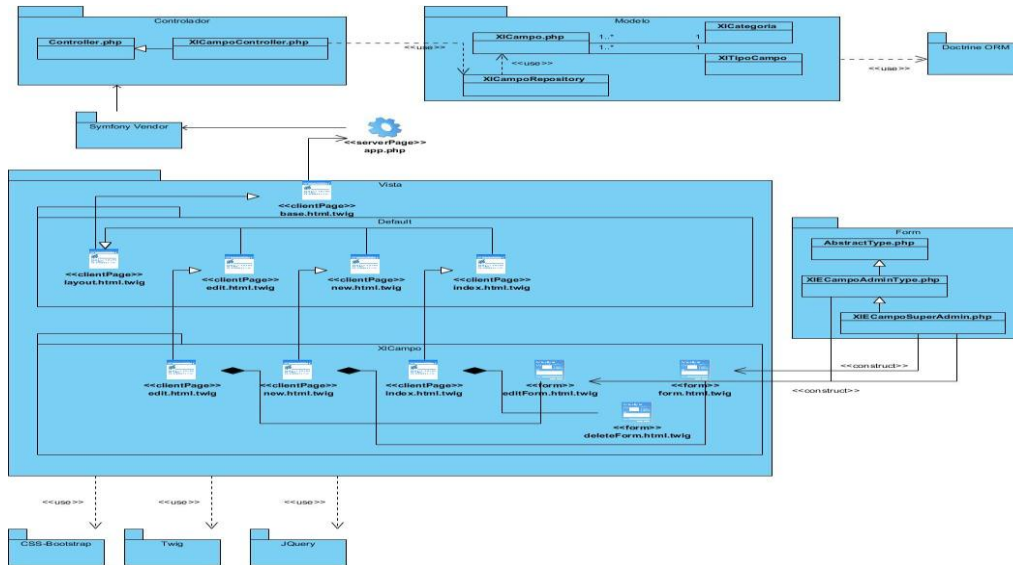 Controlador
Controller.php
XICampoController.php
<<use>>
Modelo
XICampo.php
1..*
1
XICategoria
1..*
1
XITipoCampo
<<use>>
XICampoRepository
<<use>>
Doctrine ORM
Symfony Vendor
<<serverPage>>
app.php
Vista
<<clientPage>>
base.html.twig
Default
<<clientPage>>
layout.html.twig
<<clientPage>>
edit.html.twig
<<clientPage>>
new.html.twig
<<clientPage>>
index.html.twig
Form
AbstractType.php
XIECampoAdminType.php
XIECampoSuperAdmin.php
XICampo
<<clientPage>>
edit.html.twig
<<clientPage>>
new.html.twig
<<clientPage>>
index.html.twig
<<form>>
editForm.html.twig
<<form>>
form.html.twig
<<form>>
deleteForm.html.twig
<<construct>>
<<construct>>
<<use>>
<<use>>
<<use>>
CSS-Bootstrap
Twig
JQuery